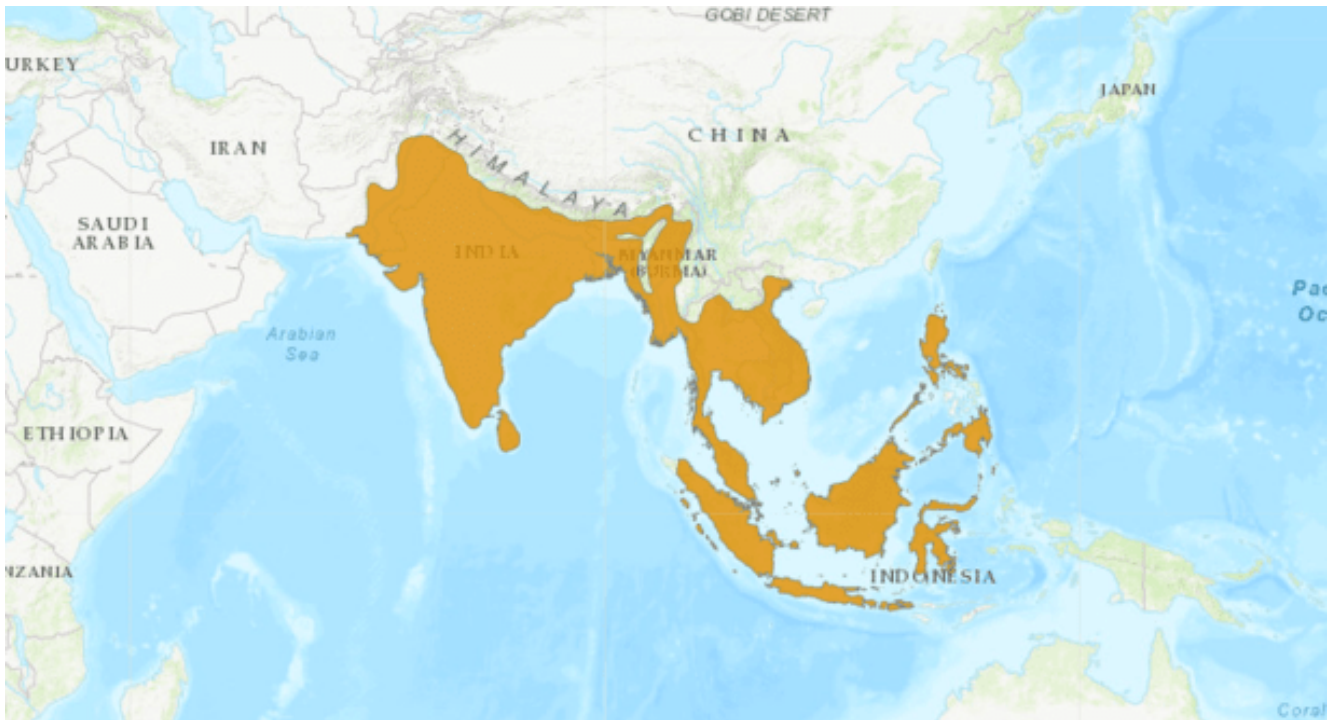 GOBI DESERT
URKEY
JAPAN
CHINA
IRAN
HIMALAYA
SAUDI
ARABIA
INDIA
MYANMAR
(BURMA)
Pac
Oc
Arabian
Sea
ETHIOPIA
NZANIA
INDONESIA
Coral